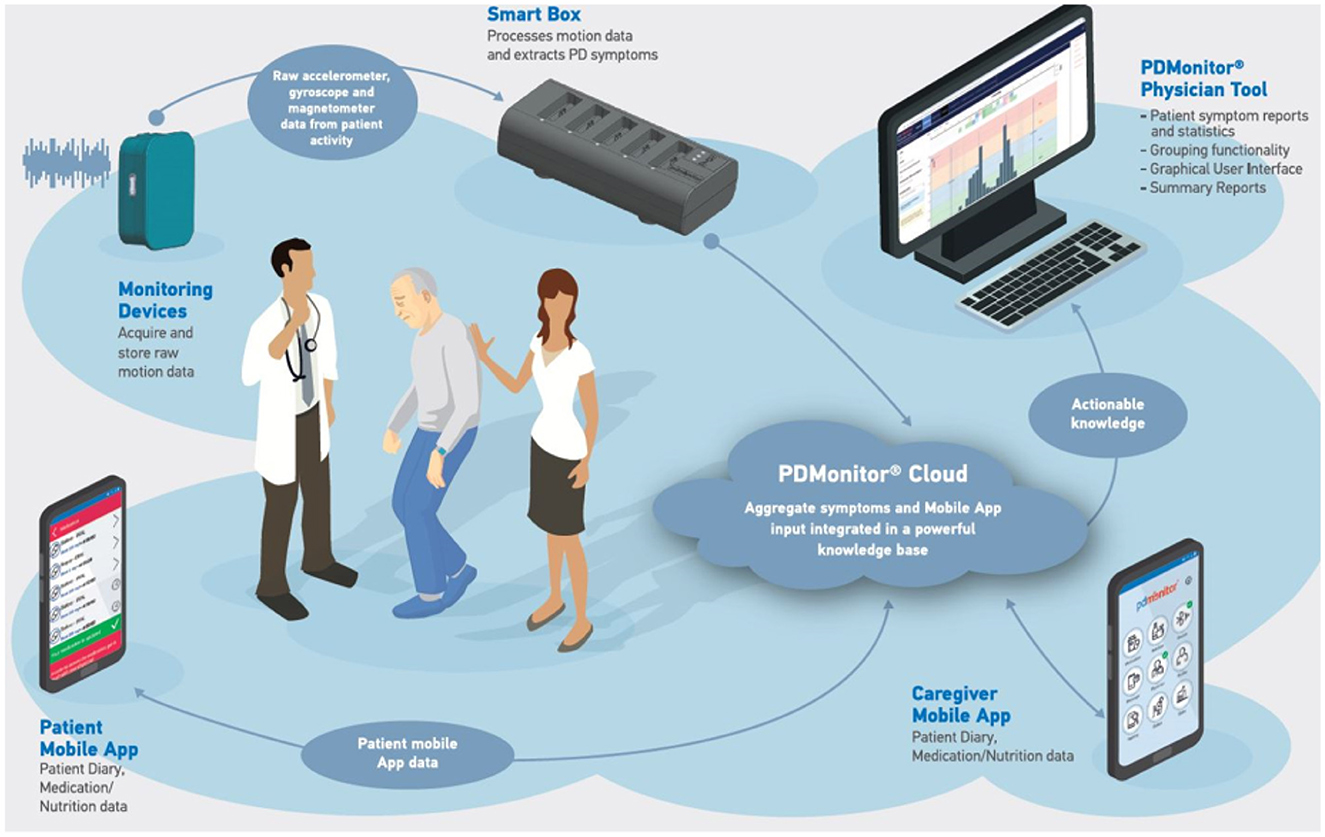 Smart Box
Processes motion data
and extracts PD symptoms
Raw accelerometer,
gyroscope and
magnetometer
data from patient
activity
PDMonitor®
Physician Tool
- Patient symptom reports
and statistics
- Grouping functionality
- Graphical User Interface
- Summary Reports
Monitoring
Devices
Acquire and
store raw
motion data
Actionable
knowledge
PDMonitor® Cloud
Aggregate symptoms and Mobile App
input integrated in a powerful
knowledge base
pdmonitor
Caregiver
Mobile App
Patient Diary,
Medication/Nutrition data
Patient
Mobile App
Patient Diary,
Medication/
Nutrition data
Patient mobile
App data